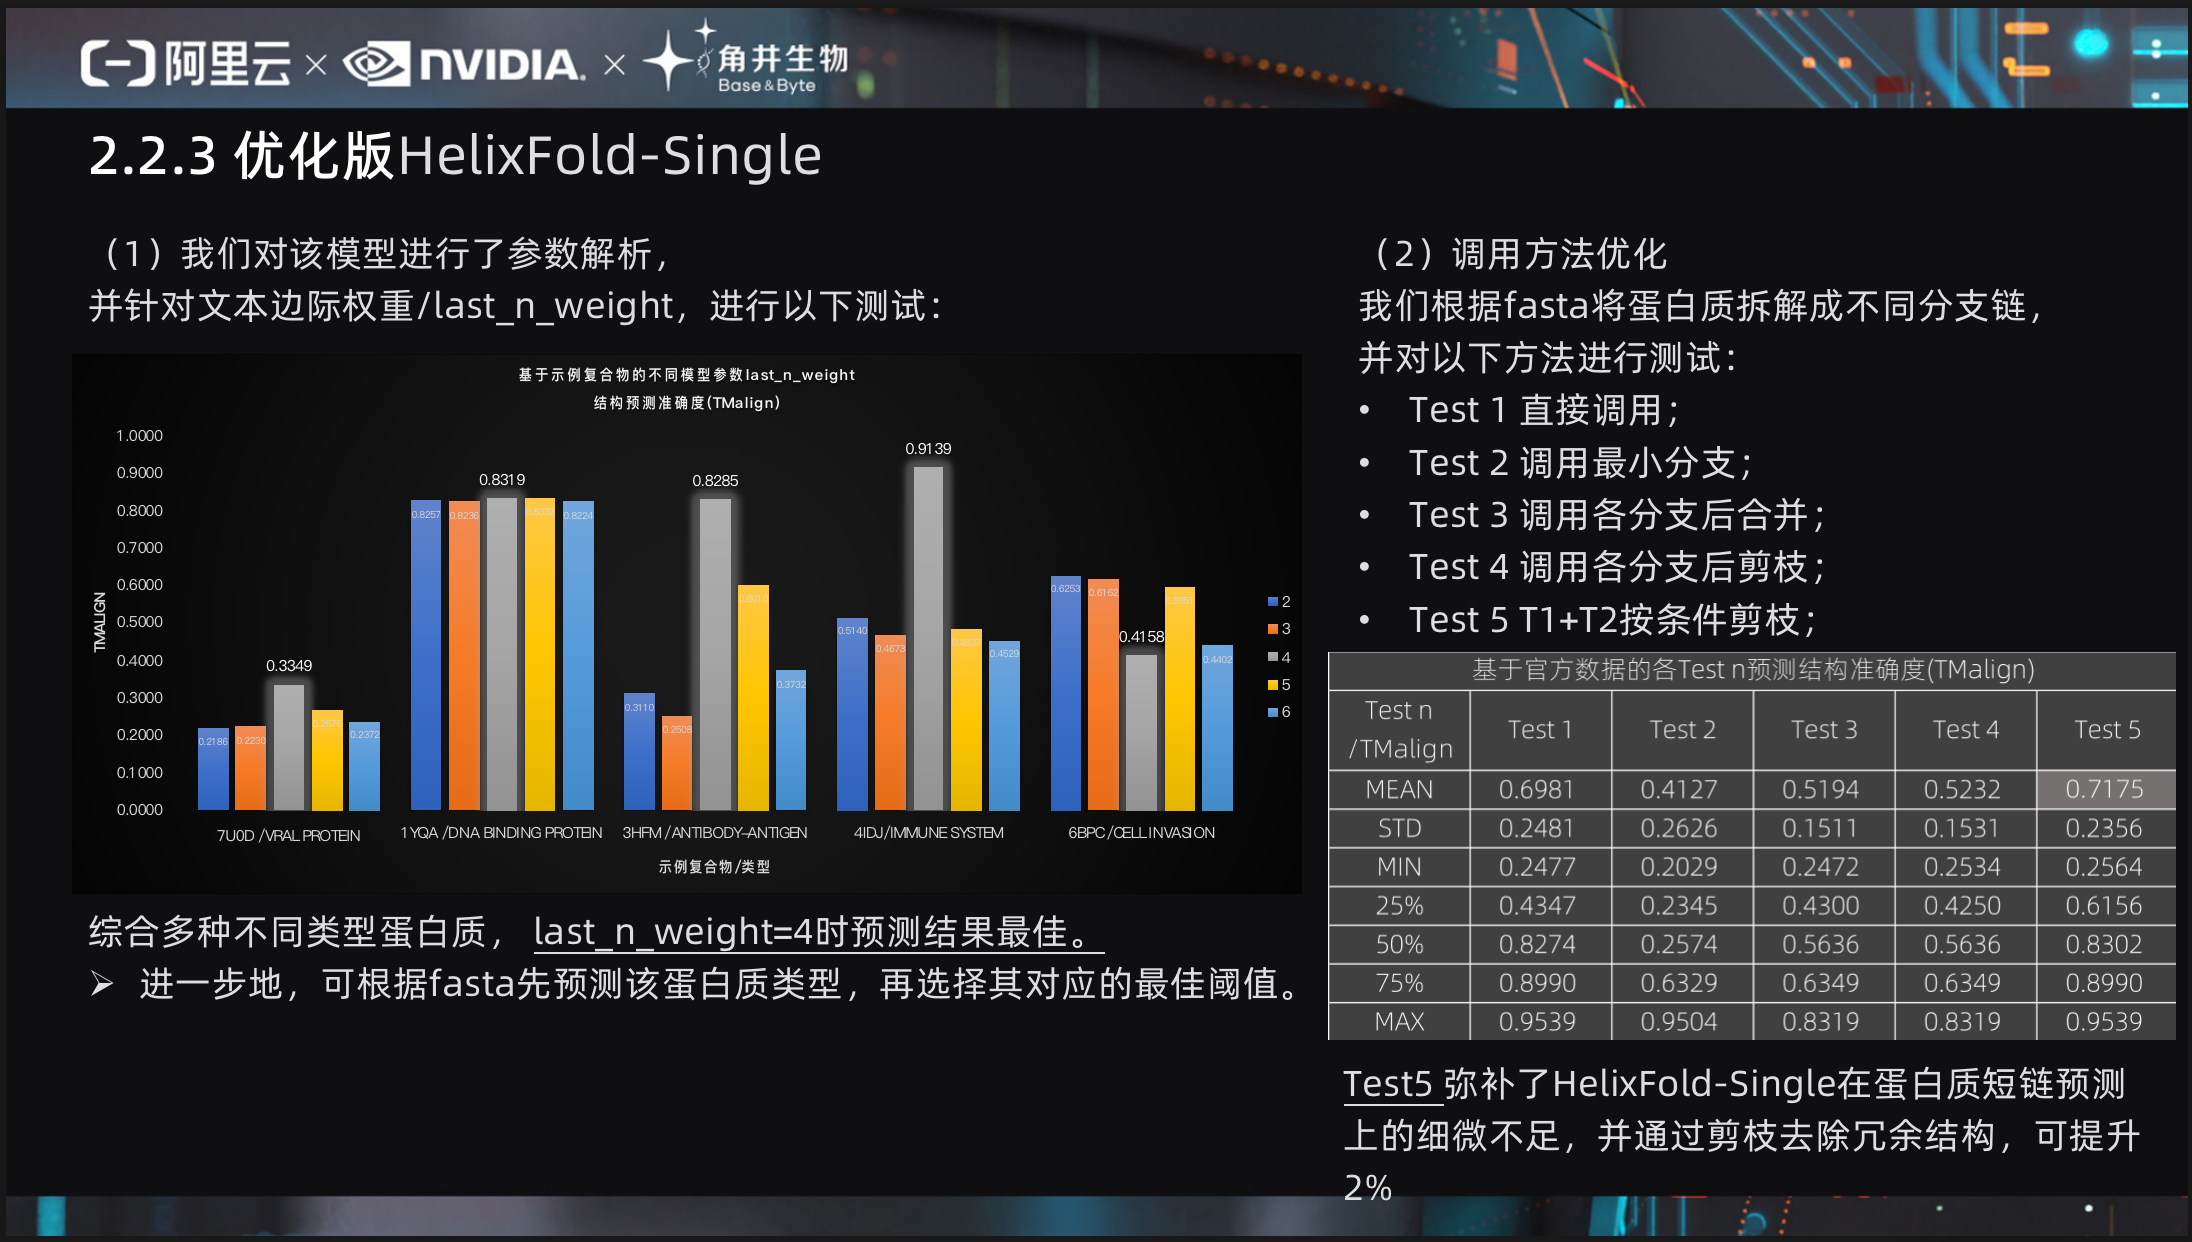 阿里云 × NVIDIA. × 角井生物
Base&Byte
2.2.3 优化版HelixFold-Single
（1）我们对该模型进行了参数解析，
并针对文本边际权重/last_n_weight，进行以下测试：
基于示例复合物的不同模型参数last_n_weight
结构预测准确度(TMalign)
TMALIGN
1.0000
0.9000
0.8000
0.7000
0.6000
0.5000
0.4000
0.3000
0.2000
0.1000
0.0000
0.2186 0.2230 0.3349 0.2372
0.8257 0.8236 0.8319 0.8224
0.3110 0.2508 0.8285 0.6010 0.3732
0.5140 0.4673 0.9139 0.4837 0.4529
0.6253 0.6162 0.4158 0.4402
7U0D /VRAL PROTEIN
1YQA /DNA BINDING PROTEIN
3HFM /ANTIBODY-ANTIGEN
4IDJ/IMMUNE SYSTEM
6BPC /CELL INVASION
示例复合物/类型
2
3
4
5
6
综合多种不同类型蛋白质， last_n_weight=4时预测结果最佳。
➢ 进一步地，可根据fasta先预测该蛋白质类型，再选择其对应的最佳阈值。
（2）调用方法优化
我们根据fasta将蛋白质拆解成不同分支链，
并对以下方法进行测试：
• Test 1 直接调用；
• Test 2 调用最小分支；
• Test 3 调用各分支后合并；
• Test 4 调用各分支后剪枝；
• Test 5 T1+T2按条件剪枝；
基于官方数据的各Test n预测结构准确度(TMalign)
Test n /TMalign Test 1 Test 2 Test 3 Test 4 Test 5
MEAN 0.6981 0.4127 0.5194 0.5232 0.7175
STD 0.2481 0.2626 0.1511 0.1531 0.2356
MIN 0.2477 0.2029 0.2472 0.2534 0.2564
25% 0.4347 0.2345 0.4300 0.4250 0.6156
50% 0.8274 0.2574 0.5636 0.5636 0.8302
75% 0.8990 0.6329 0.6349 0.6349 0.8990
MAX 0.9539 0.9504 0.8319 0.8319 0.9539
Test5 弥补了HelixFold-Single在蛋白质短链预测
上的细微不足，并通过剪枝去除冗余结构，可提升
2%